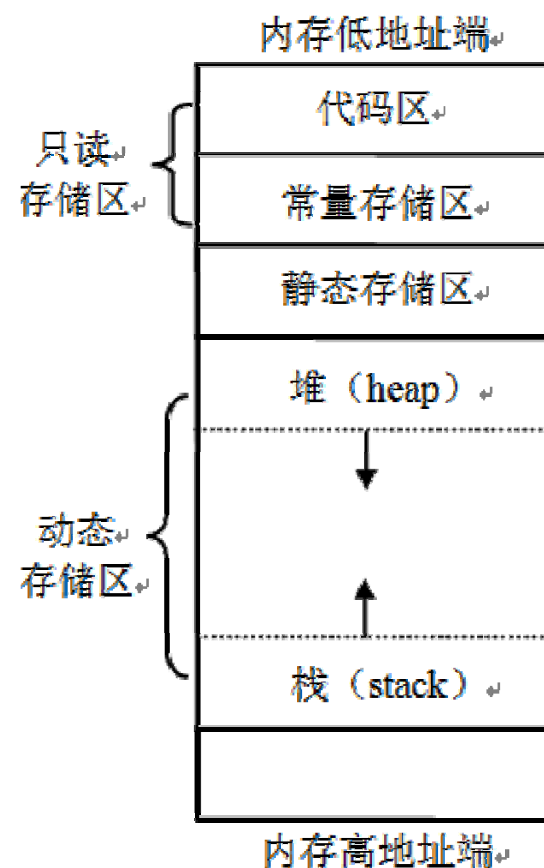 内存低地址端
代码区
只读
存储区
常量存储区
静态存储区
堆（heap）
动态
存储区
栈（stack）
内存高地址端